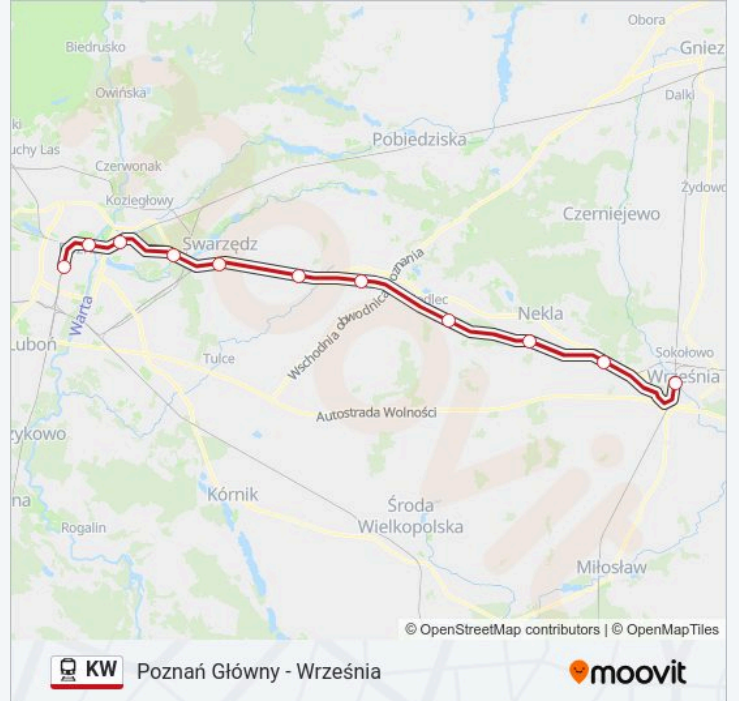 Obora
Biedrusko
Gniez
Owińska
Dalki
Pobiedziska
ki
uchy Las
Czerwonak
Żydowo
Koziegłowy
Czerniejewo
Swarzędz
Wschodnia obwodnica Poznania
Warta
dlec
Nekla
Luboń
Tulce
Sokołowo
Września
Autostrada Wolności
zykowo
Kórnik
na
Środa
Wielkopolska
Rogalin
Miłosław
© OpenStreetMap contributors | © OpenMapTiles
KW Poznań Główny - Września
moovit